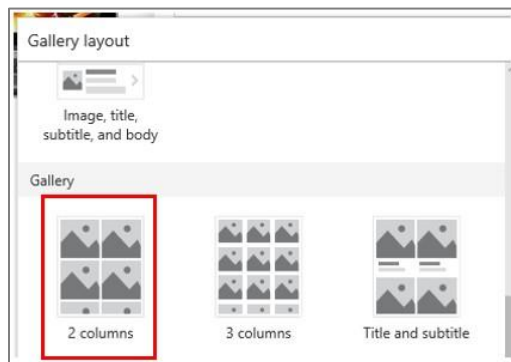 Gallery layout
Image, title,
subtitle, and body
Gallery
2 columns
3 columns
Title and subtitle